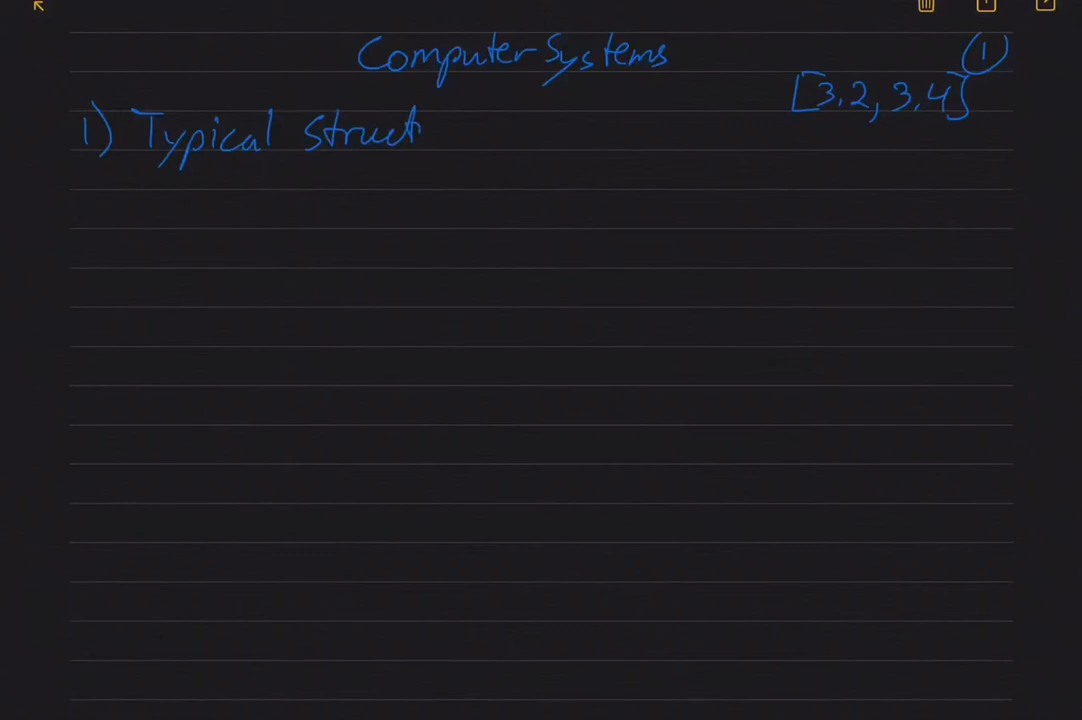 Computer Systems
①
[3.2, 3.4]
1) Typical Struct